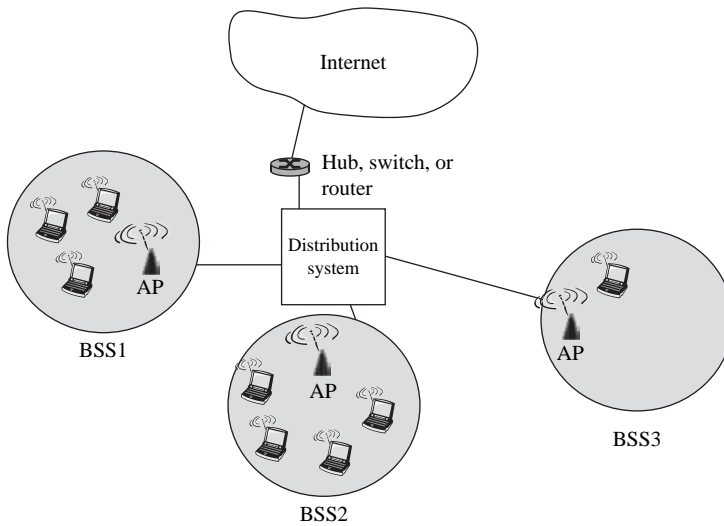 Internet
Hub, switch, or
router
Distribution
system
AP
BSS1
AP
BSS2
AP
BSS3